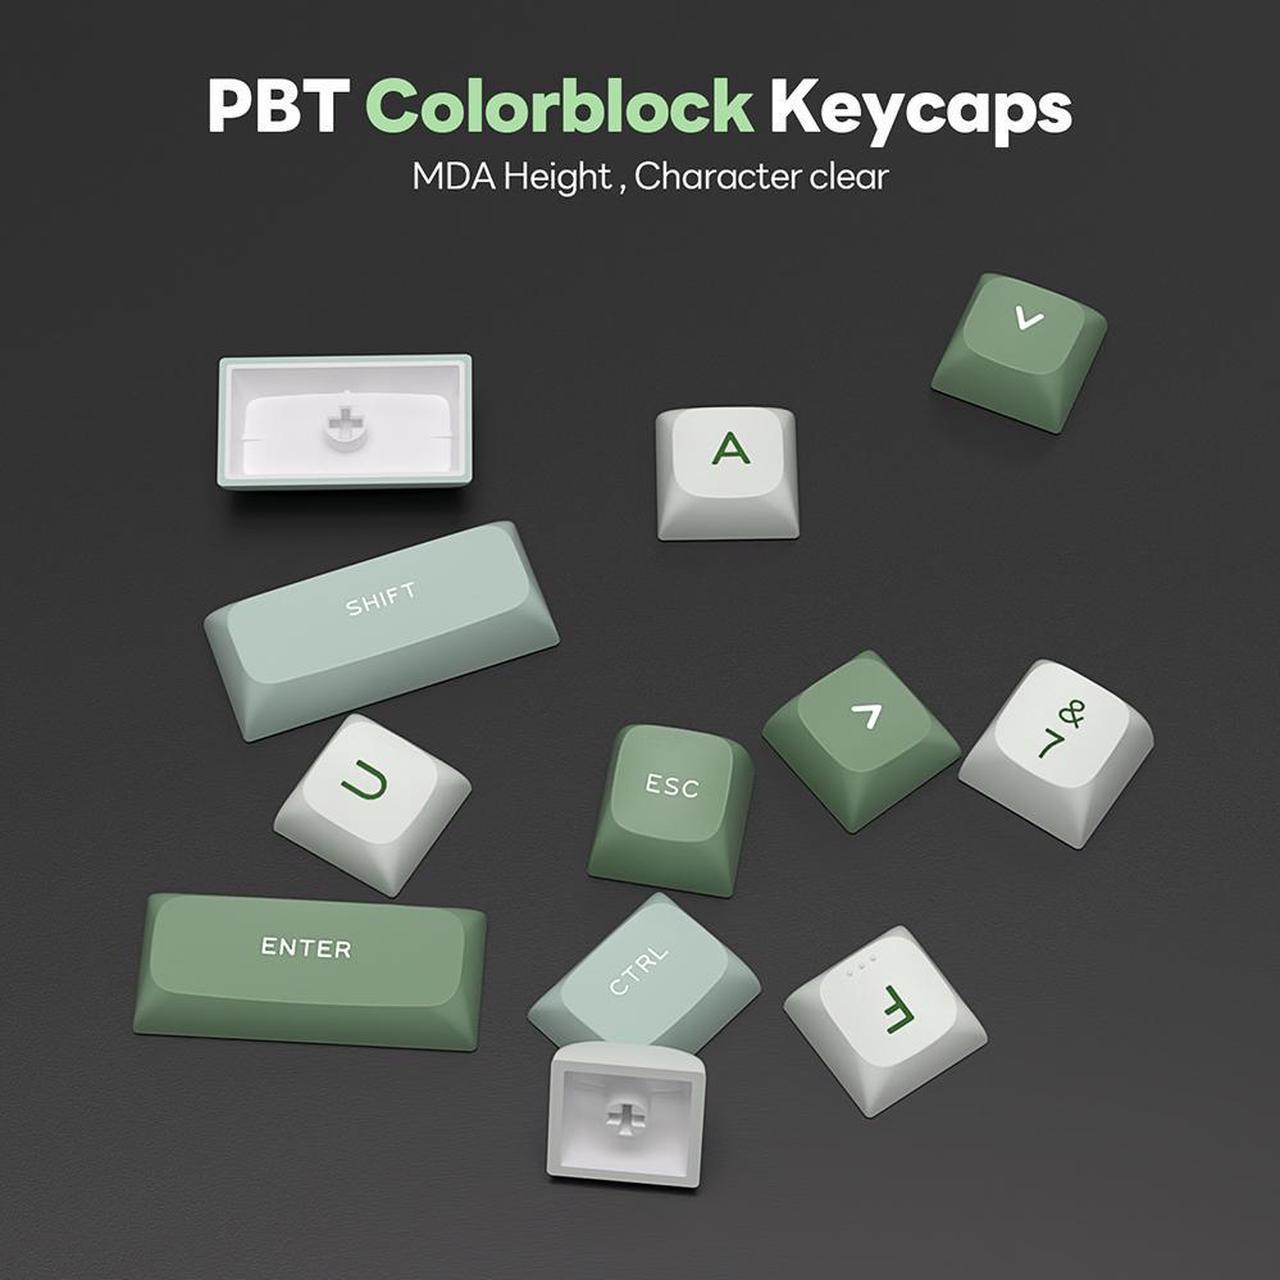 PBT Colorblock Keycaps
MDA Height , Character clear
A
SHIFT
&
7
U
ESC
ENTER
CTRL
F